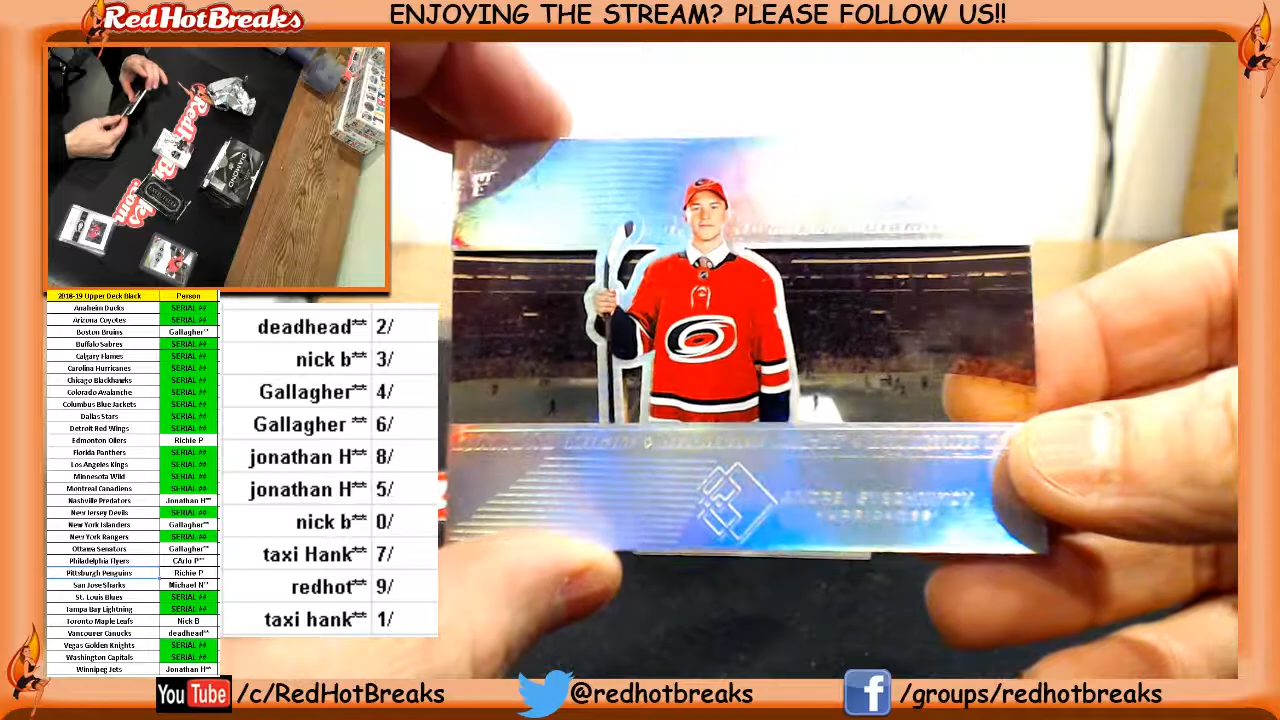 RedHotBreaks
ENJOYING THE STREAM? PLEASE FOLLOW US!!
RedHot
DIAMOND
2018-19 Upper Deck Black Person
Anaheim Ducks SERIAL ##
Arizona Coyotes SERIAL ##
Boston Bruins Gallagher**
Buffalo Sabres SERIAL ##
Calgary Flames SERIAL ##
Carolina Hurricanes SERIAL ##
Chicago Blackhawks SERIAL ##
Colorado Avalanche SERIAL ##
Columbus Blue Jackets SERIAL ##
Dallas Stars SERIAL ##
Detroit Red Wings SERIAL ##
Edmonton Oilers Richie P
Florida Panthers SERIAL ##
Los Angeles Kings SERIAL ##
Minnesota Wild SERIAL ##
Montreal Canadiens SERIAL ##
Nashville Predators Jonathan H**
New Jersey Devils SERIAL ##
New York Islanders Gallagher**
New York Rangers SERIAL ##
Ottawa Senators Gallagher**
Philadelphia Flyers CArlo P**
Pittsburgh Penguins Richie P
San Jose Sharks Michael N**
St. Louis Blues SERIAL ##
Tampa Bay Lightning SERIAL ##
Toronto Maple Leafs Nick B
Vancouver Canucks deadhead**
Vegas Golden Knights SERIAL ##
Washington Capitals SERIAL ##
Winnipeg Jets Jonathan H**
deadhead** 2/
nick b** 3/
Gallagher** 4/
Gallagher ** 6/
jonathan H** 8/
jonathan H** 5/
nick b** 0/
taxi Hank** 7/
redhot** 9/
taxi hank** 1/
You Tube /c/RedHotBreaks
@redhotbreaks
f /groups/redhotbreaks